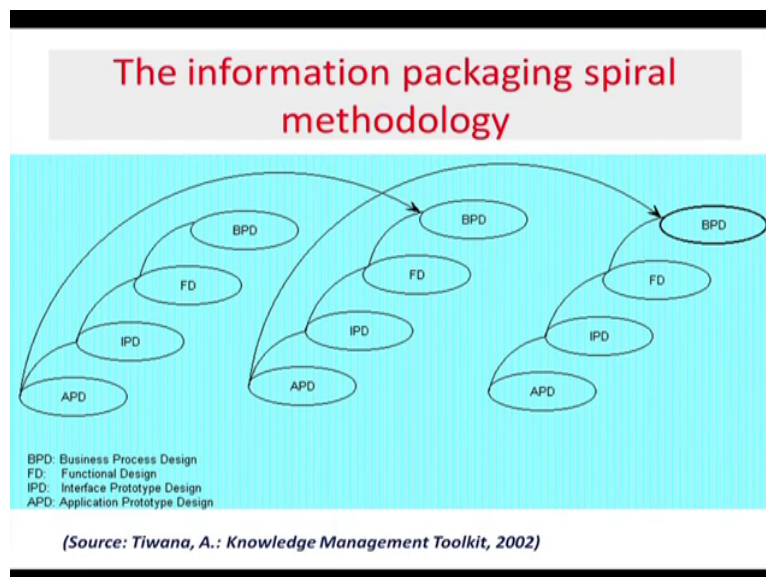 The information packaging spiral
methodology
BPD
FD
IPD
APD
BPD
FD
IPD
APD
BPD
FD
IPD
APD
BPD: Business Process Design
FD: Functional Design
IPD: Interface Prototype Design
APD: Application Prototype Design
(Source: Tiwana, A.: Knowledge Management Toolkit, 2002)